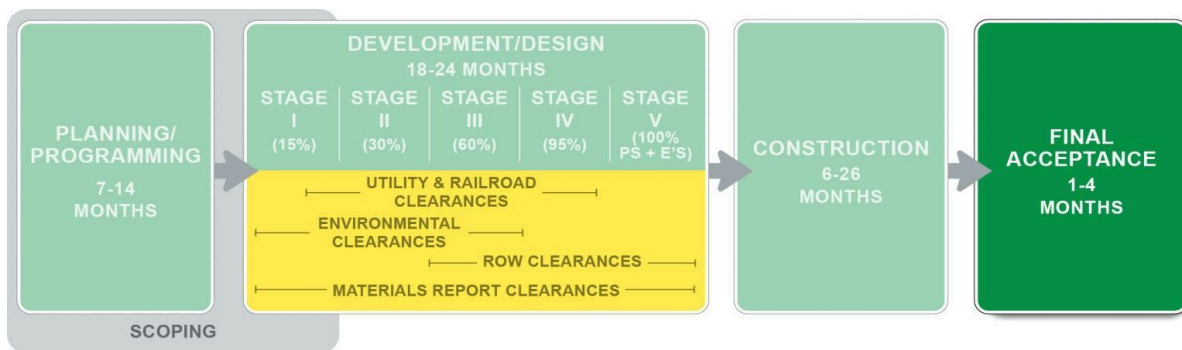 PLANNING/
PROGRAMMING
7-14
MONTHS
SCOPING
DEVELOPMENT/DESIGN
18-24 MONTHS
STAGE
I
(15%)
STAGE
II
(30%)
STAGE
III
(60%)
STAGE
IV
(95%)
STAGE
V
(100%
PS + E'S)
UTILITY & RAILROAD
CLEARANCES
ENVIRONMENTAL
CLEARANCES
ROW CLEARANCES
MATERIALS REPORT CLEARANCES
CONSTRUCTION
6-26
MONTHS
FINAL
ACCEPTANCE
1-4
MONTHS